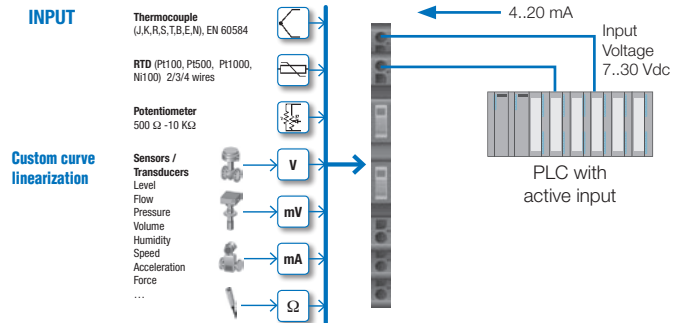 INPUT
Thermocouple
(J,K,R,S,T,B,E,N), EN 60584
RTD (Pt100, Pt500, Pt1000,
Ni100) 2/3/4 wires
Potentiometer
500 Ω -10 KΩ
Custom curve
linearization
Sensors /
Transducers
Level
Flow
Pressure
Volume
Humidity
Speed
Acceleration
Force
...
V
mV
mA
Ω
4..20 mA
Input
Voltage
7..30 Vdc
PLC with
active input